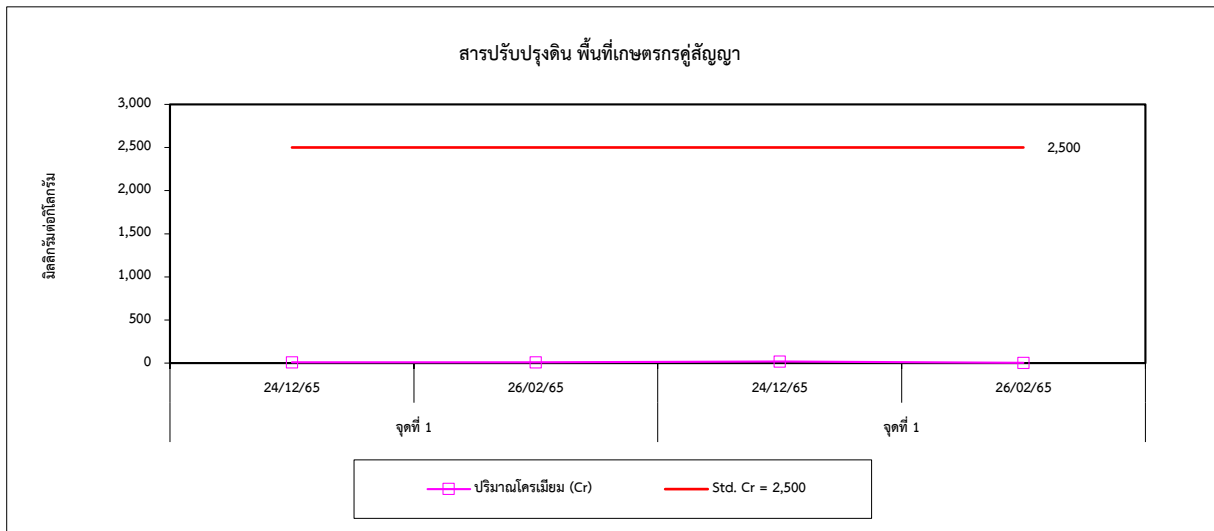 สารปรับปรุงดิน พื้นที่เกษตรกรคู่สัญญา
มิลลิกรัมต่อกิโลกรัม
3,000
2,500
2,000
1,500
1,000
500
0
2,500
24/12/65 26/02/65 24/12/65 26/02/65
จุดที่ 1 จุดที่ 1
ปริมาณโครเมียม (Cr) Std. Cr = 2,500